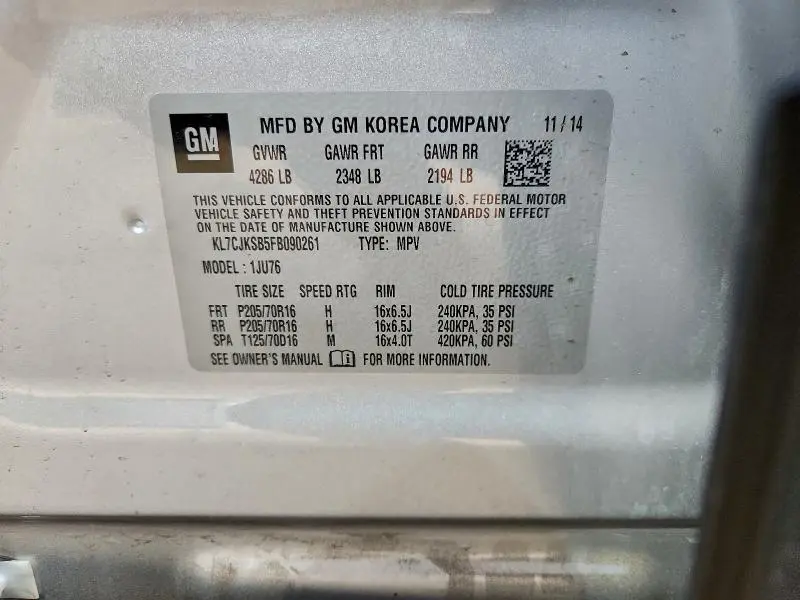 GM MFD BY GM KOREA COMPANY 11/14
GVWR GAWR FRT GAWR RR
4286 LB 2348 LB 2194 LB
THIS VEHICLE CONFORMS TO ALL APPLICABLE U.S. FEDERAL MOTOR
VEHICLE SAFETY AND THEFT PREVENTION STANDARDS IN EFFECT
ON THE DATE OF MANUFACTURE SHOWN ABOVE.
KL7CJKSB5FB090261 TYPE: MPV
MODEL : 1JU76
TIRE SIZE SPEED RTG RIM COLD TIRE PRESSURE
FRT P205/70R16 H 16x6.5J 240KPA, 35 PSI
RR P205/70R16 H 16x6.5J 240KPA, 35 PSI
SPA T125/70D16 M 16x4.0T 420KPA, 60 PSI
SEE OWNER'S MANUAL FOR MORE INFORMATION.